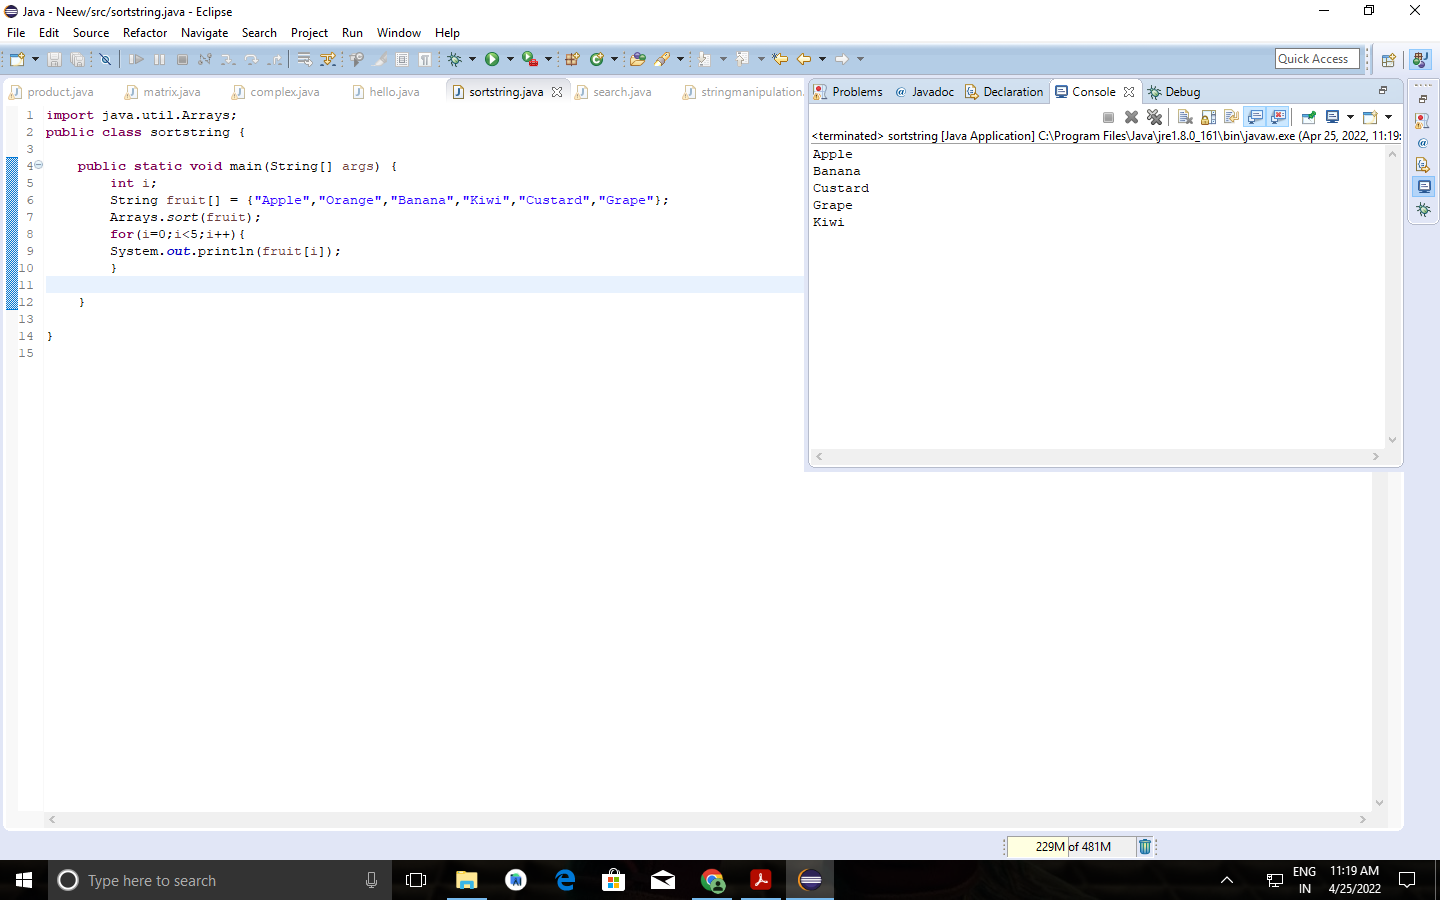 Java - Neew/src/sortstring.java - Eclipse
File Edit Source Refactor Navigate Search Project Run Window Help
Quick Access
product.java matrix.java complex.java hello.java sortstring.java search.java stringmanipulation.
1 import java.util.Arrays;
2 public class sortstring {
3
4 public static void main(String[] args) {
5 int i;
6 String fruit[] = {"Apple","Orange","Banana","Kiwi","Custard","Grape"};
7 Arrays.sort(fruit);
8 for(i=0;i<5;i++){
9 System.out.println(fruit[i]);
10 }
11
12 }
13
14 }
15
Problems @ Javadoc Declaration Console Debug
<terminated> sortstring [Java Application] C:\Program Files\Java\jre1.8.0_161\bin\javaw.exe (Apr 25, 2022, 11:19:
Apple
Banana
Custard
Grape
Kiwi
229M of 481M
Type here to search
ENG
IN
11:19 AM
4/25/2022